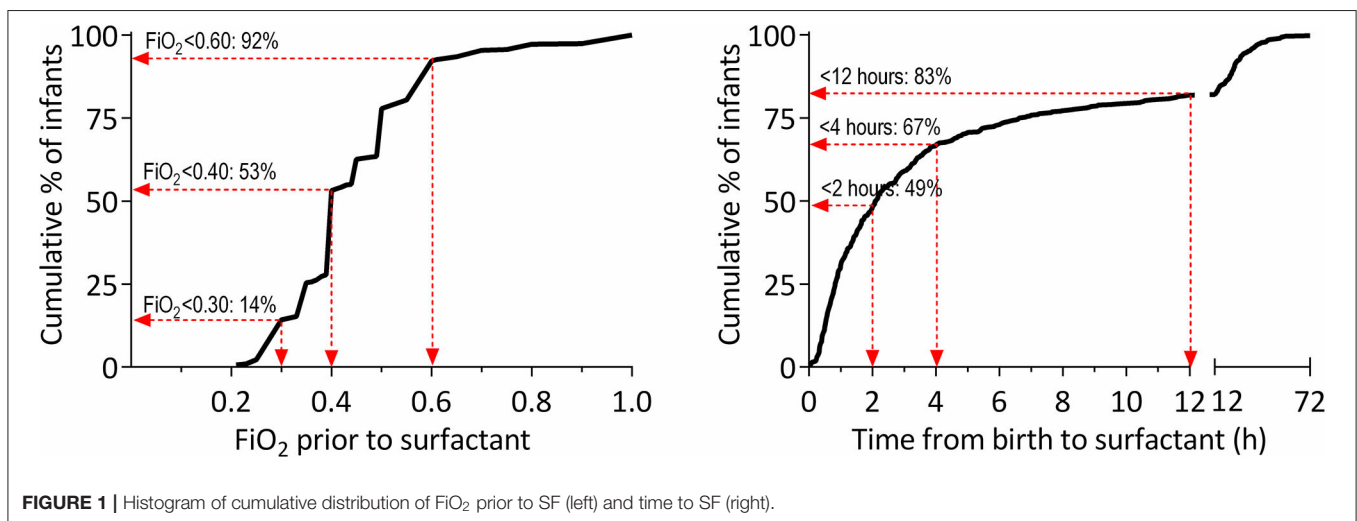 Cumulative % of infants
100
75
50
25
0
FiO₂<0.60: 92%
FiO₂<0.40: 53%
FiO₂<0.30: 14%
0.2 0.4 0.6 0.8 1.0
FiO₂ prior to surfactant
Cumulative % of infants
100
75
50
25
0
<12 hours: 83%
<4 hours: 67%
<2 hours: 49%
0 2 4 6 8 10 12 12 72
Time from birth to surfactant (h)
FIGURE 1 | Histogram of cumulative distribution of FiO₂ prior to SF (left) and time to SF (right).